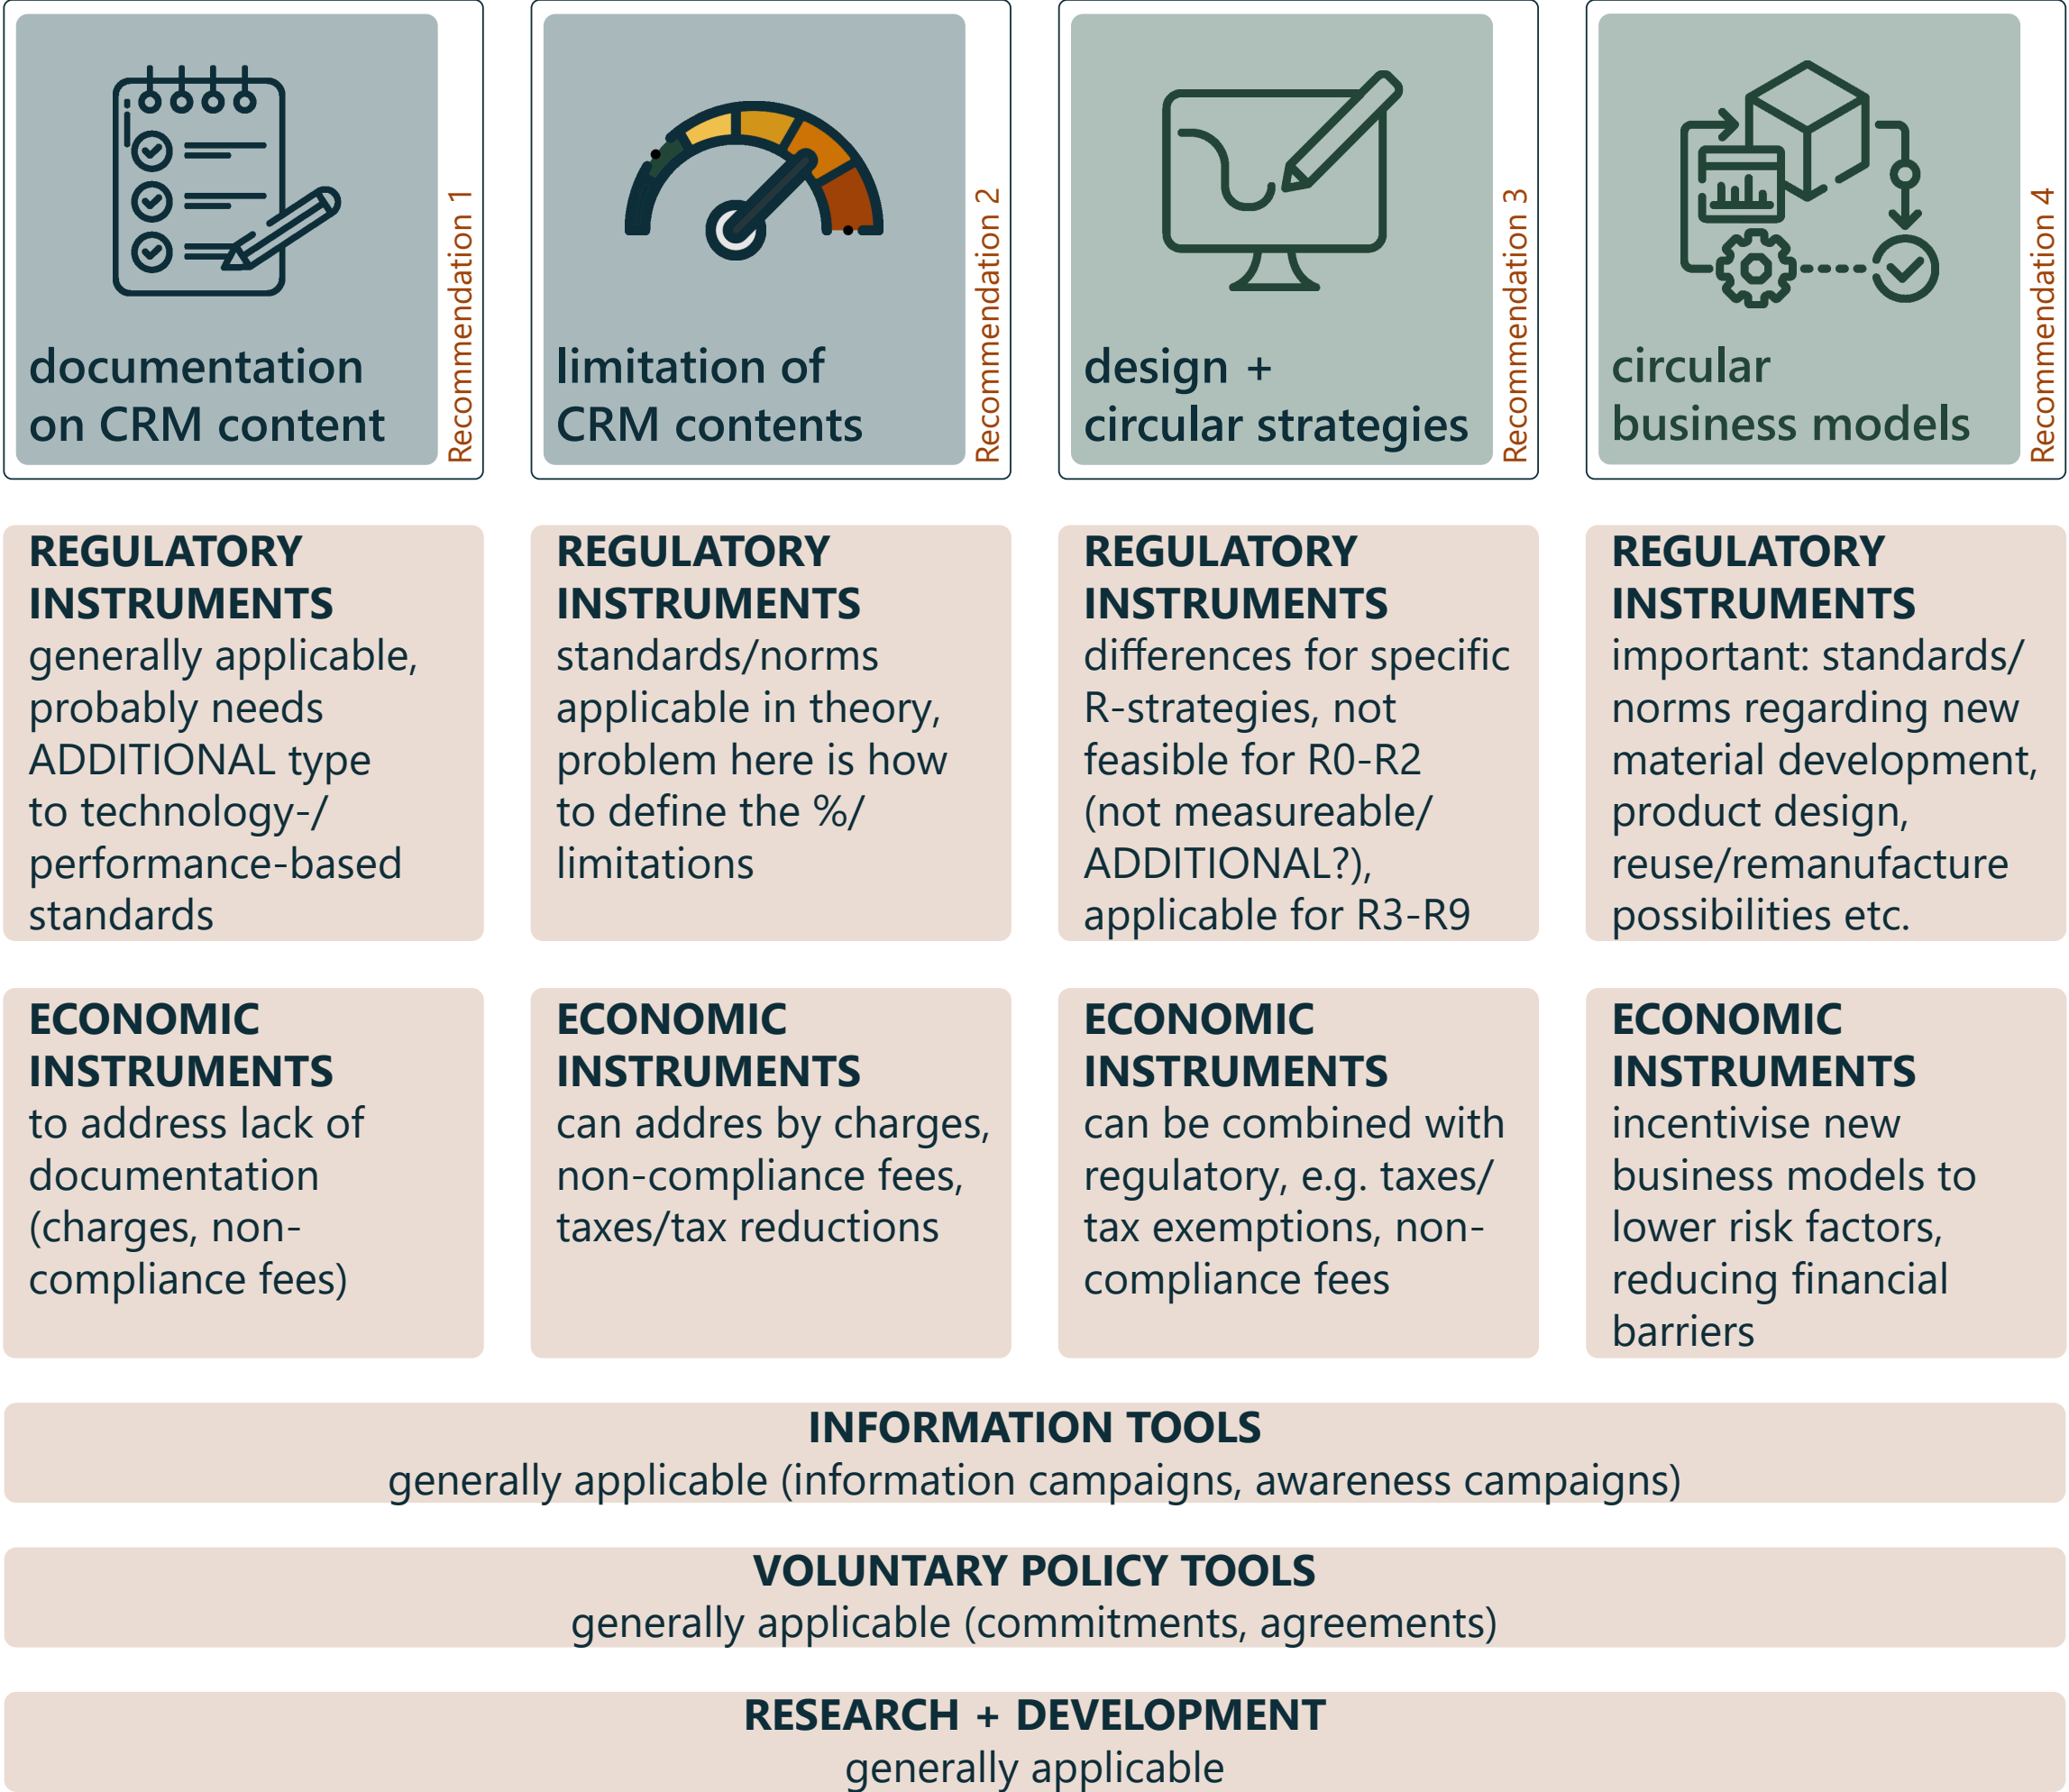 documentation
on CRM content
Recommendation 1
limitation of
CRM contents
Recommendation 2
design +
circular strategies
Recommendation 3
circular
business models
Recommendation 4
REGULATORY
INSTRUMENTS
generally applicable,
probably needs
ADDITIONAL type
to technology-/
performance-based
standards
REGULATORY
INSTRUMENTS
standards/norms
applicable in theory,
problem here is how
to define the %/
limitations
REGULATORY
INSTRUMENTS
differences for specific
R-strategies, not
feasible for R0-R2
(not measureable/
ADDITIONAL?),
applicable for R3-R9
REGULATORY
INSTRUMENTS
important: standards/
norms regarding new
material development,
product design,
reuse/remanufacture
possibilities etc.
ECONOMIC
INSTRUMENTS
to address lack of
documentation
(charges, non-
compliance fees)
ECONOMIC
INSTRUMENTS
can addres by charges,
non-compliance fees,
taxes/tax reductions
ECONOMIC
INSTRUMENTS
can be combined with
regulatory, e.g. taxes/
tax exemptions, non-
compliance fees
ECONOMIC
INSTRUMENTS
incentivise new
business models to
lower risk factors,
reducing financial
barriers
INFORMATION TOOLS
generally applicable (information campaigns, awareness campaigns)
VOLUNTARY POLICY TOOLS
generally applicable (commitments, agreements)
RESEARCH + DEVELOPMENT
generally applicable